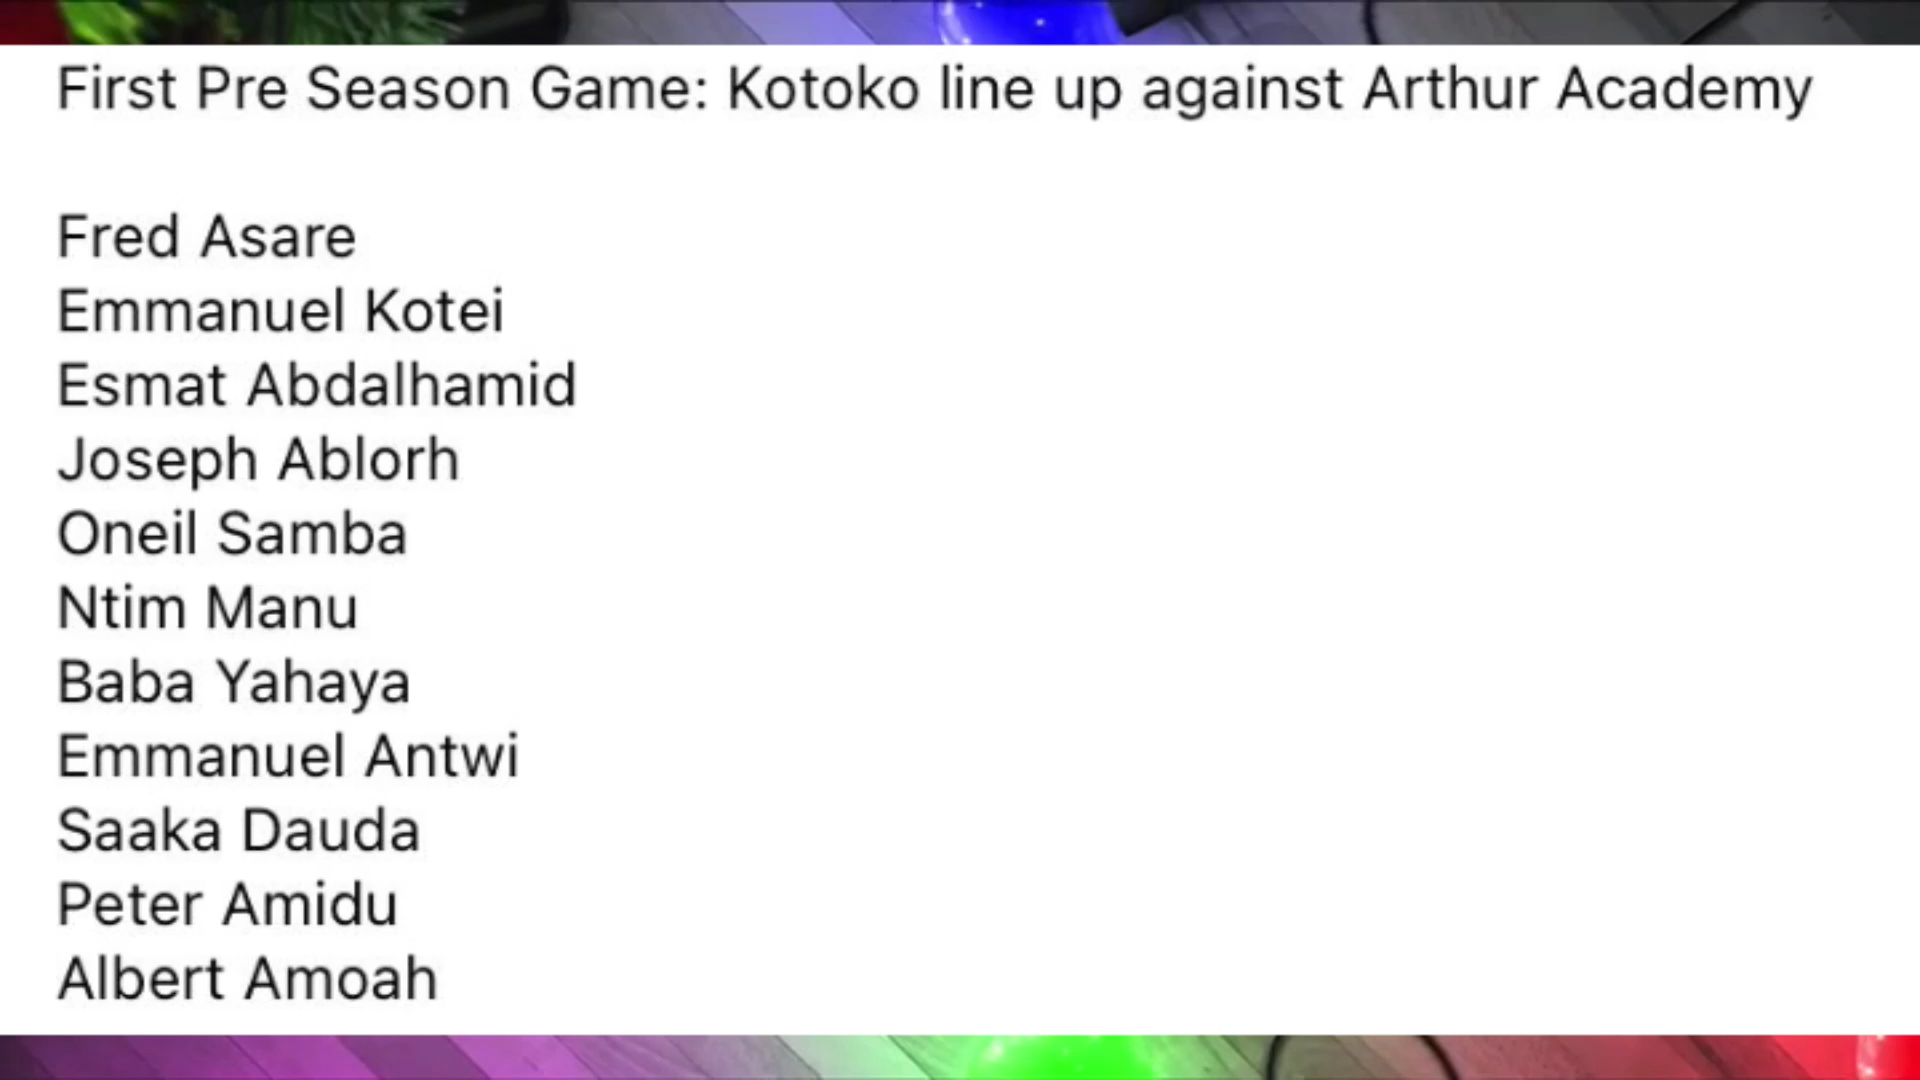 First Pre Season Game: Kotoko line up against Arthur Academy
Fred Asare
Emmanuel Kotei
Esmat Abdalhamid
Joseph Ablorh
Oneil Samba
Ntim Manu
Baba Yahaya
Emmanuel Antwi
Saaka Dauda
Peter Amidu
Albert Amoah